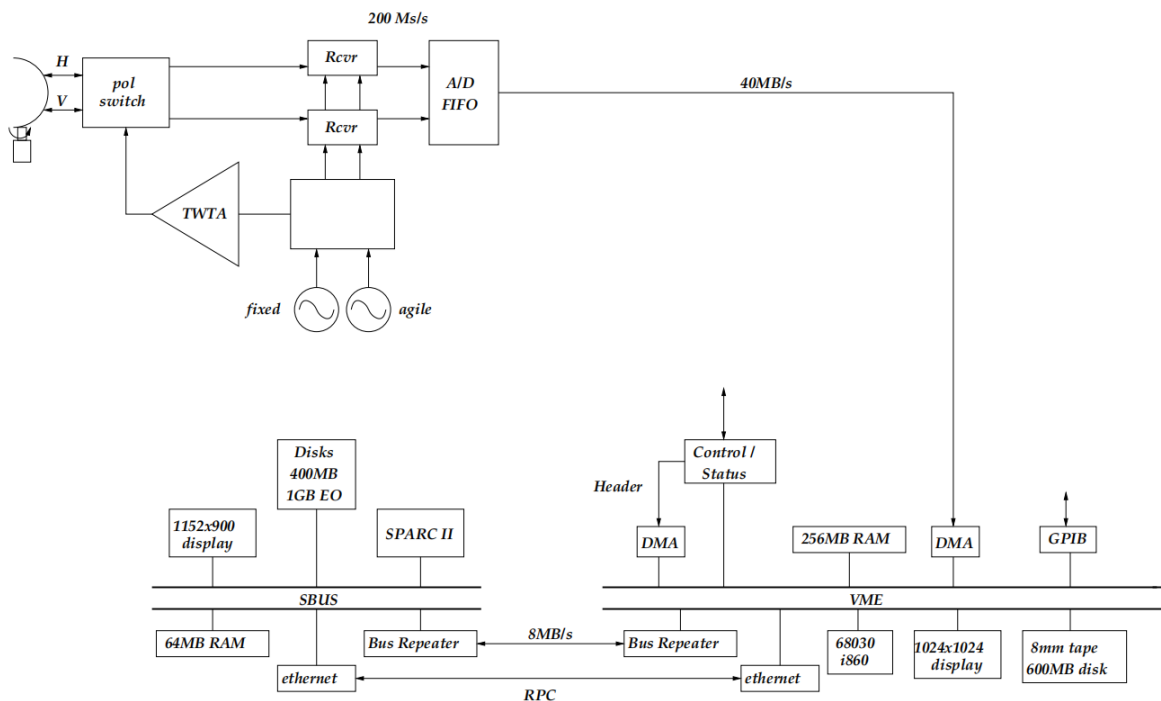 200 Ms/s
H
V
pol
switch
Rcvr
Rcvr
A/D
FIFO
40MB/s
TWTA
fixed
agile
Disks
400MB
1GB EO
1152x900
display
SPARC II
SBUS
64MB RAM
Bus Repeater
ethernet
8MB/s
RPC
Control /
Status
Header
DMA
256MB RAM
DMA
GPIB
VME
Bus Repeater
ethernet
68030
i860
1024x1024
display
8mm tape
600MB disk